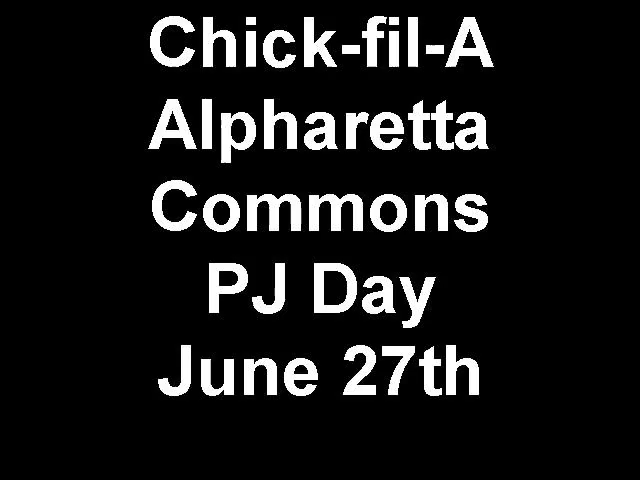 Chick-fil-A
Alpharetta
Commons
PJ Day
June 27th